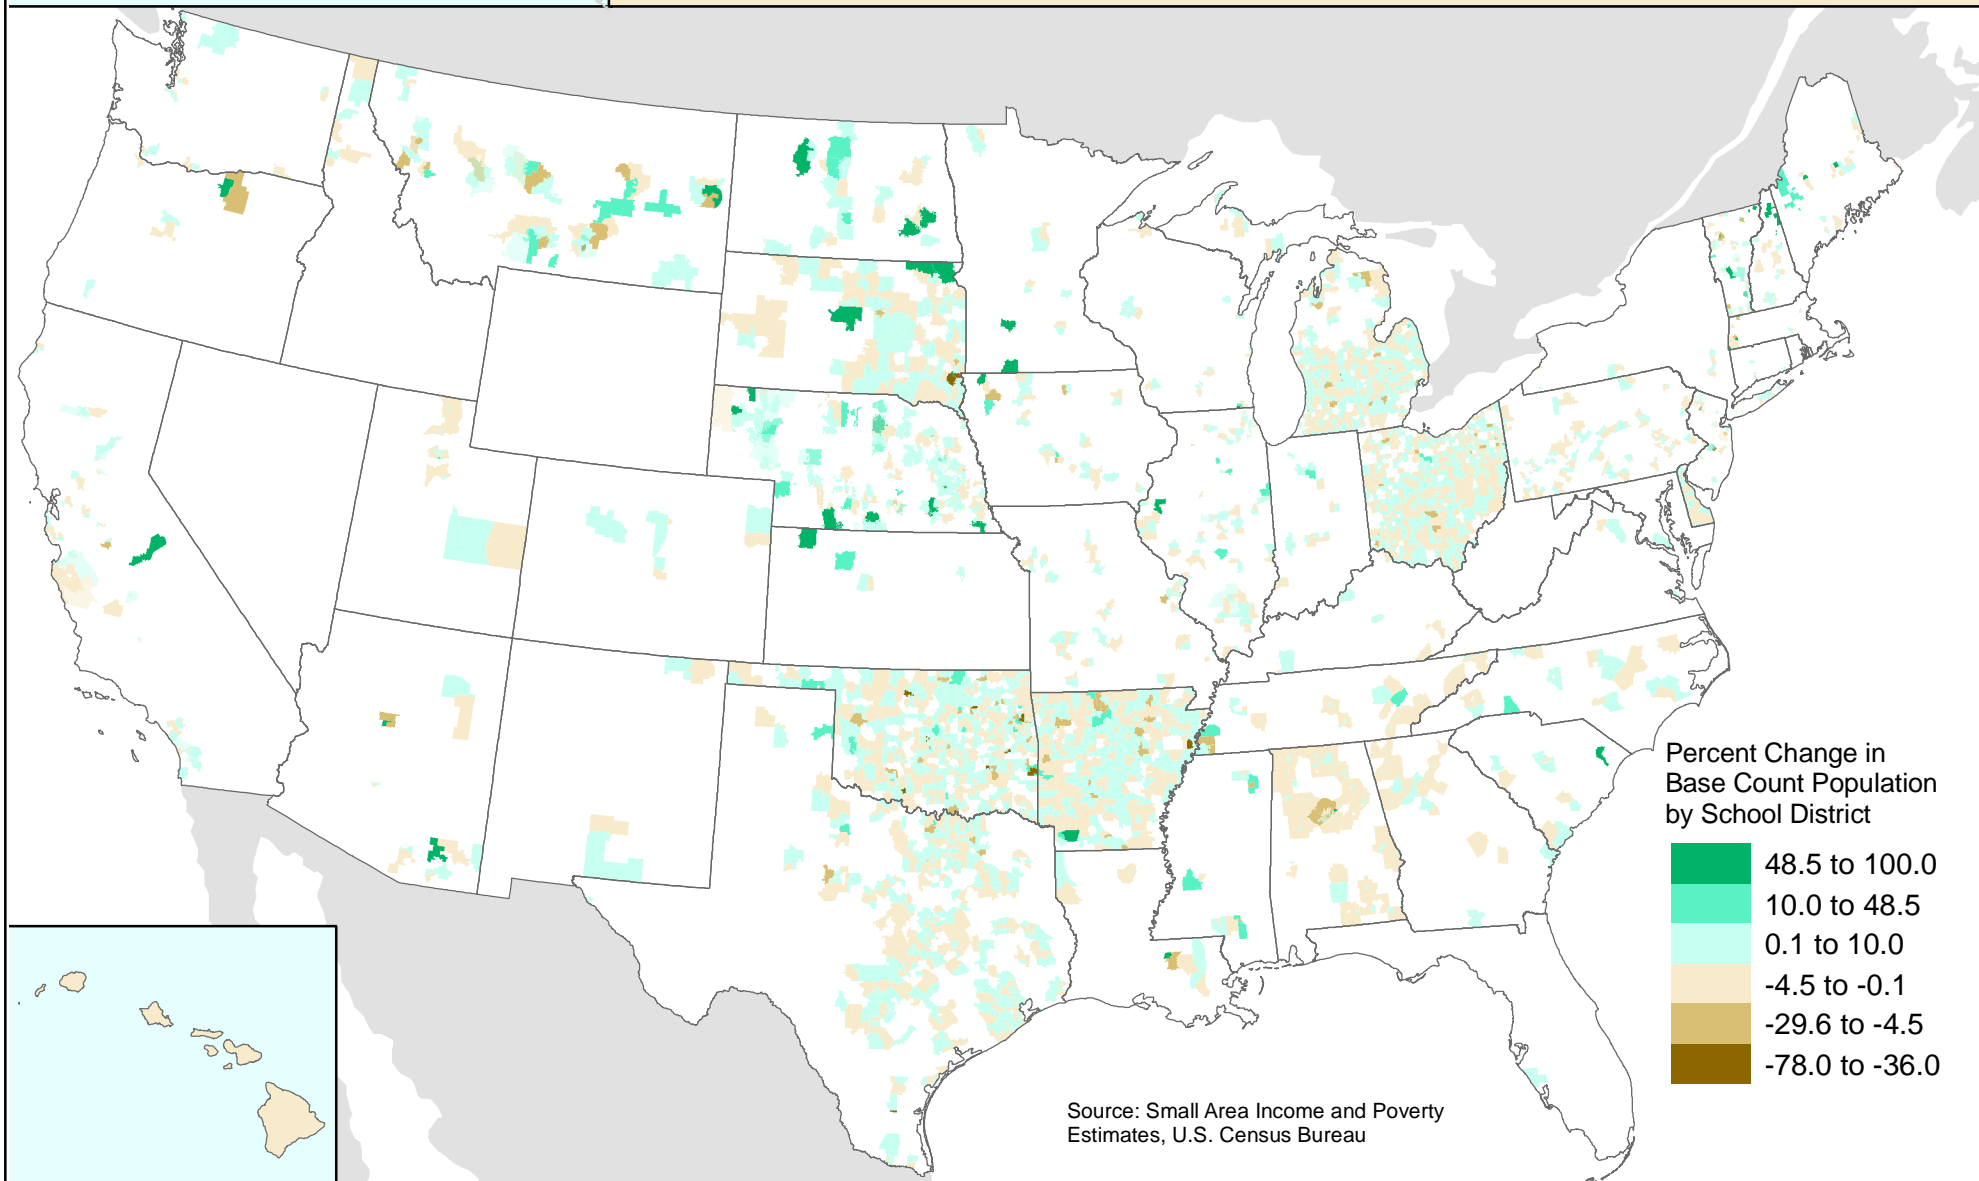 Percent Change in
Base Count Population
by School District
48.5 to 100.0
10.0 to 48.5
0.1 to 10.0
-4.5 to -0.1
-29.6 to -4.5
-78.0 to -36.0
Source: Small Area Income and Poverty
Estimates, U.S. Census Bureau